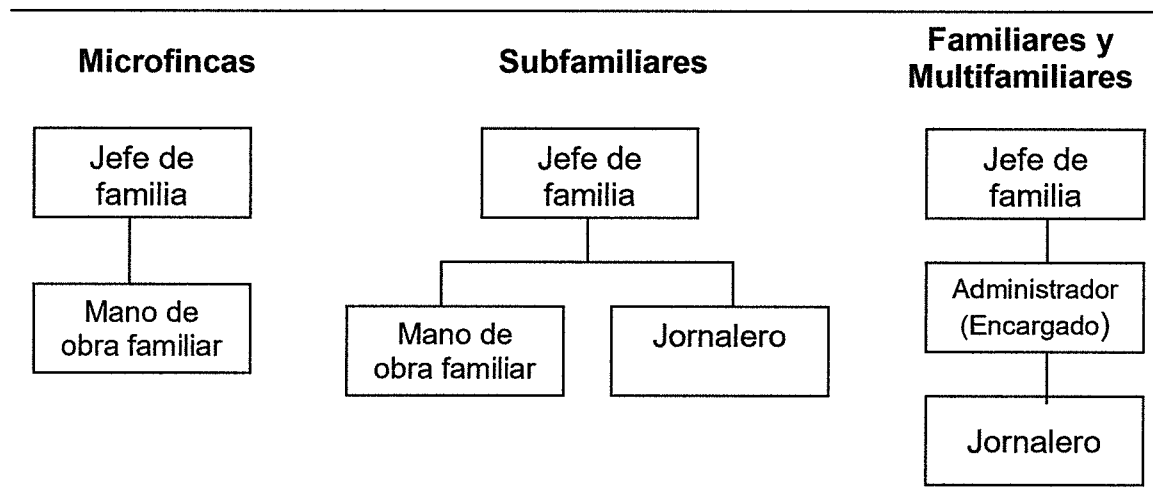 Microfincas
Jefe de
familia
Mano de
obra familiar
Subfamiliares
Jefe de
familia
Mano de
obra familiar
Jornalero
Familiares y
Multifamiliares
Jefe de
familia
Administrador
(Encargado)
Jornalero